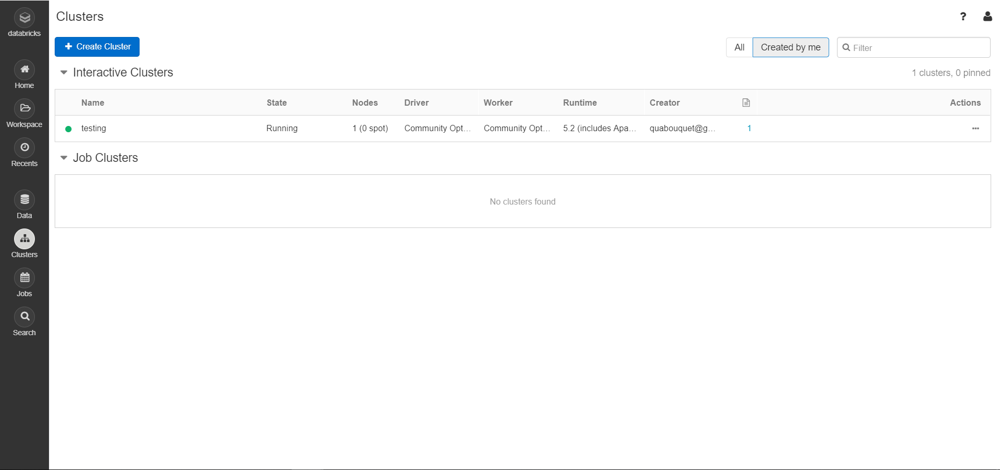 databricks
Home
Workspace
Recents
Data
Clusters
Jobs
Search
Clusters
?
+ Create Cluster
All
Created by me
Filter
Interactive Clusters
1 clusters, 0 pinned
Name State Nodes Driver Worker Runtime Creator Actions
testing Running 1 (0 spot) Community Opt... Community Opt... 5.2 (includes Apa... quabouquet@g... 1 ...
Job Clusters
No clusters found